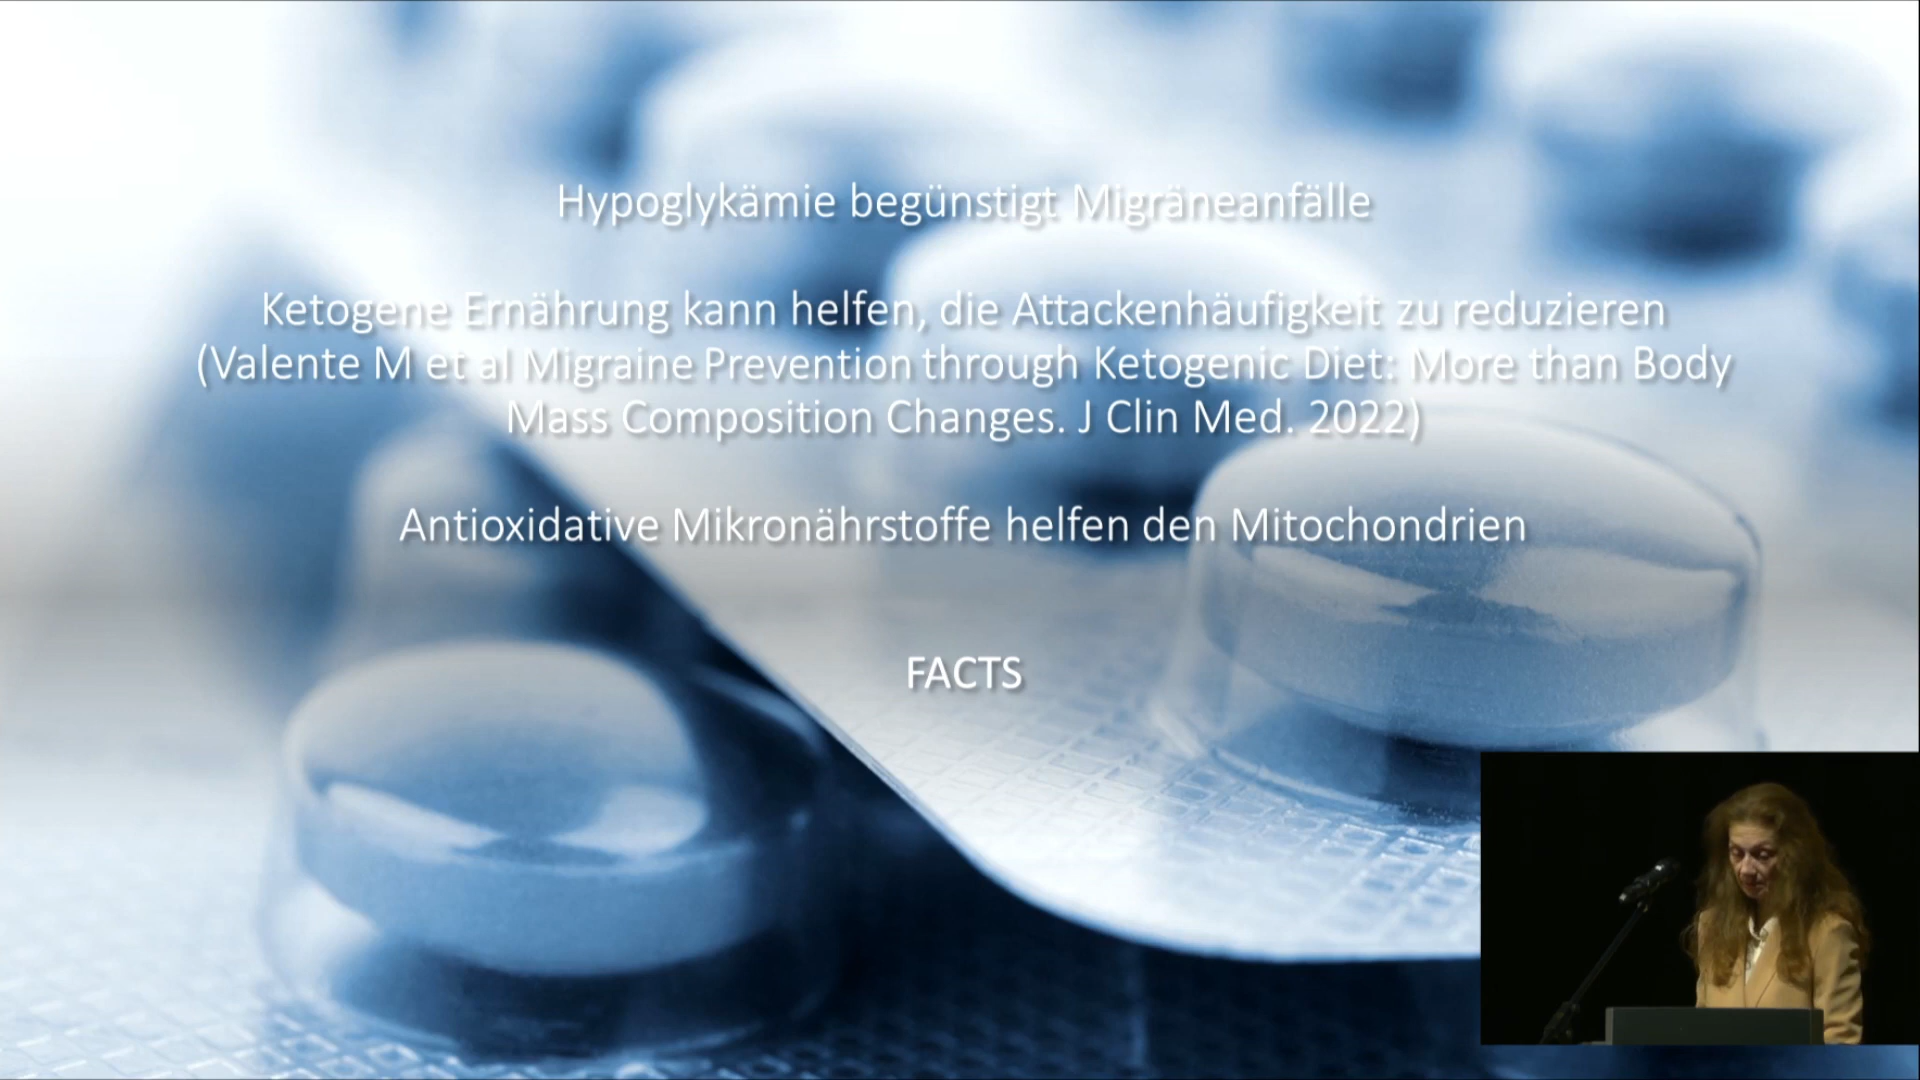 Hypoglykämie begünstigt Migräneanfälle
Ketogene Ernährung kann helfen, die Attackenhäufigkeit zu reduzieren
(Valente M et al Migraine Prevention through Ketogenic Diet: More than Body
Mass Composition Changes. J Clin Med. 2022)
Antioxidative Mikronährstoffe helfen den Mitochondrien
FACTS